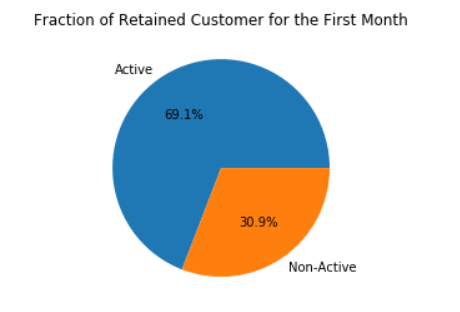 Fraction of Retained Customer for the First Month
Active
69.1%
30.9%
Non-Active